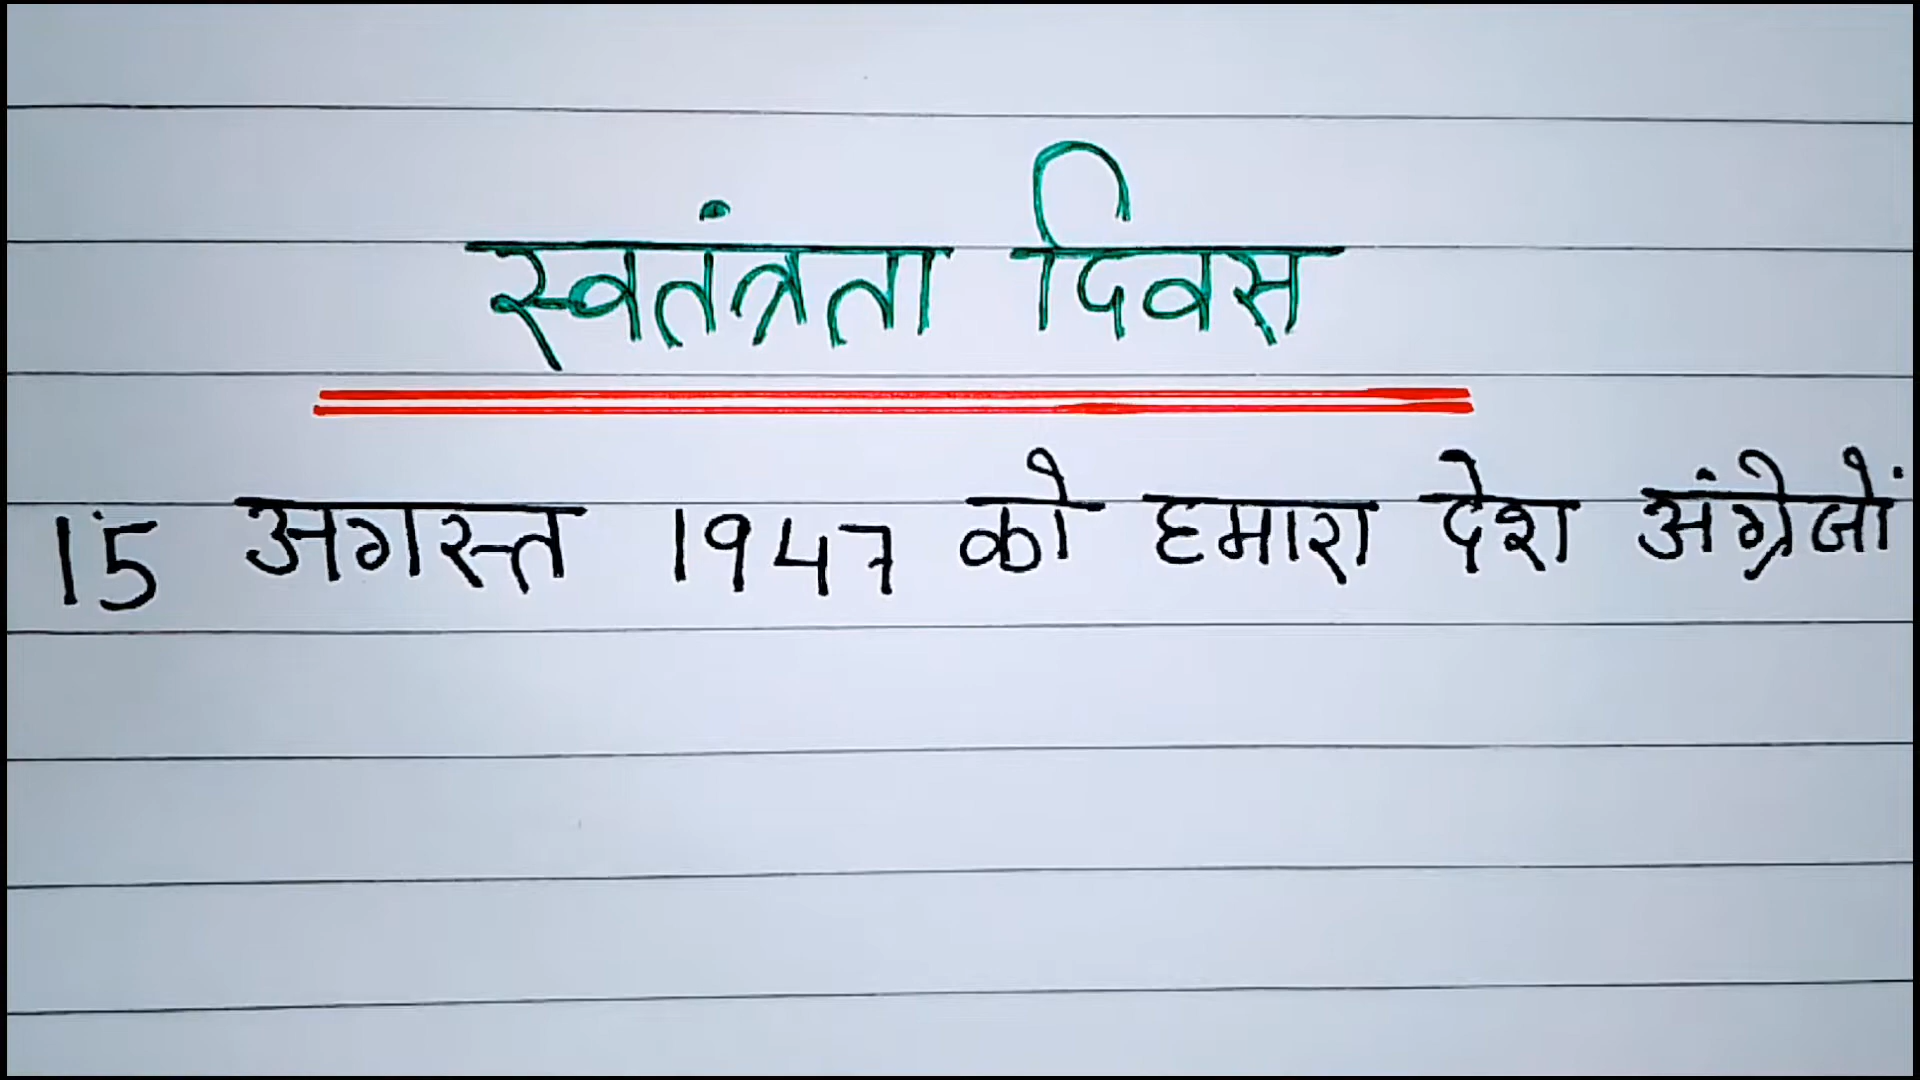 स्वतंत्रता दिवस
15 अगस्त 1947 को हमारा देश अंग्रेजों